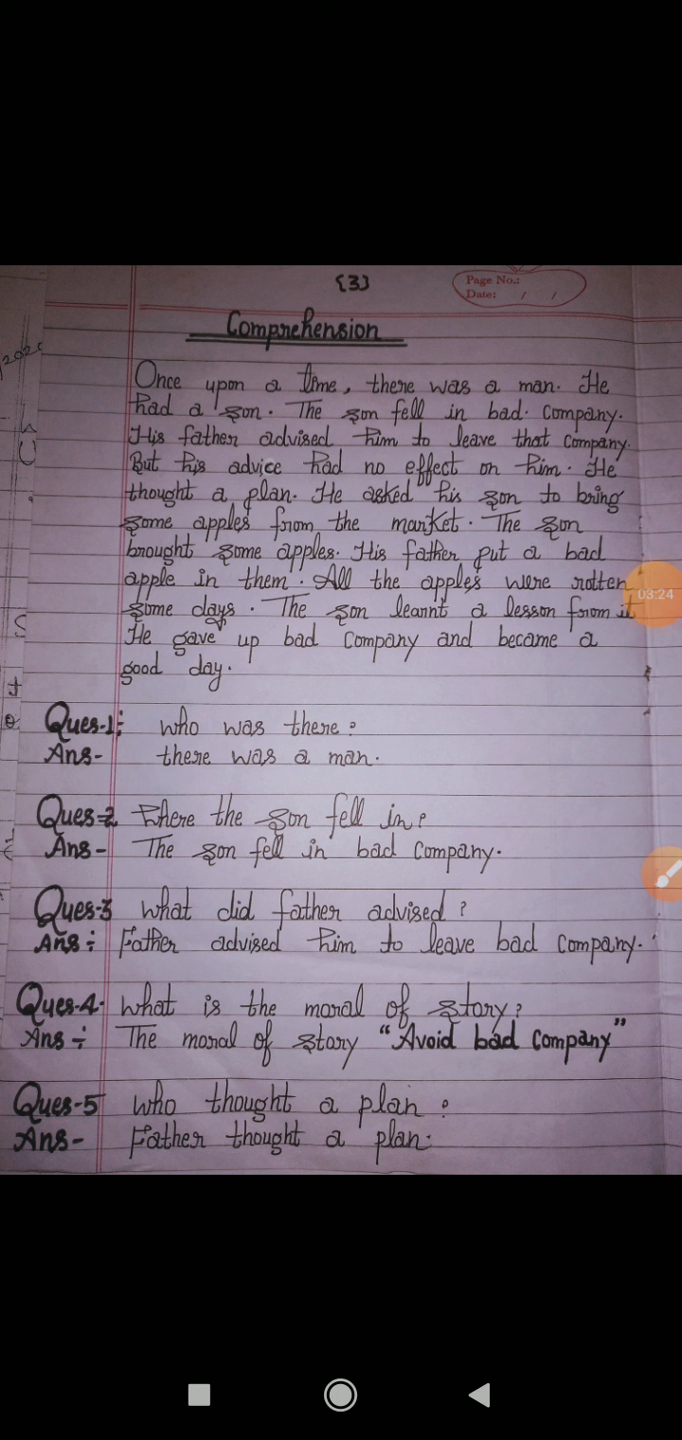 {3}
Page No.:
Date: / /
Comprehension
Once upon a time, there was a man. He
had a son. The son fell in bad. Company.
His father advised him to leave that Company.
But his advice had no effect on him. He
thought a plan. He asked his son to bring
some apples from the market. The son
brought some apples. His father put a bad
apple in them. All the apples were rotten
03:24
some days. The son learnt a lesson from it
He gave up bad Company and became a
good day.
Ques-1: who was there?
Ans- there was a man.
Ques-2 Where the son fell in?
Ans- The son fell in bad Company.
Ques-3 What did father advised?
Ans÷ Father advised him to leave bad Company.
Ques-4. What is the moral of story?
Ans÷ The moral of story "Avoid bad Company"
Ques-5 Who thought a plan?
Ans- Father thought a plan.